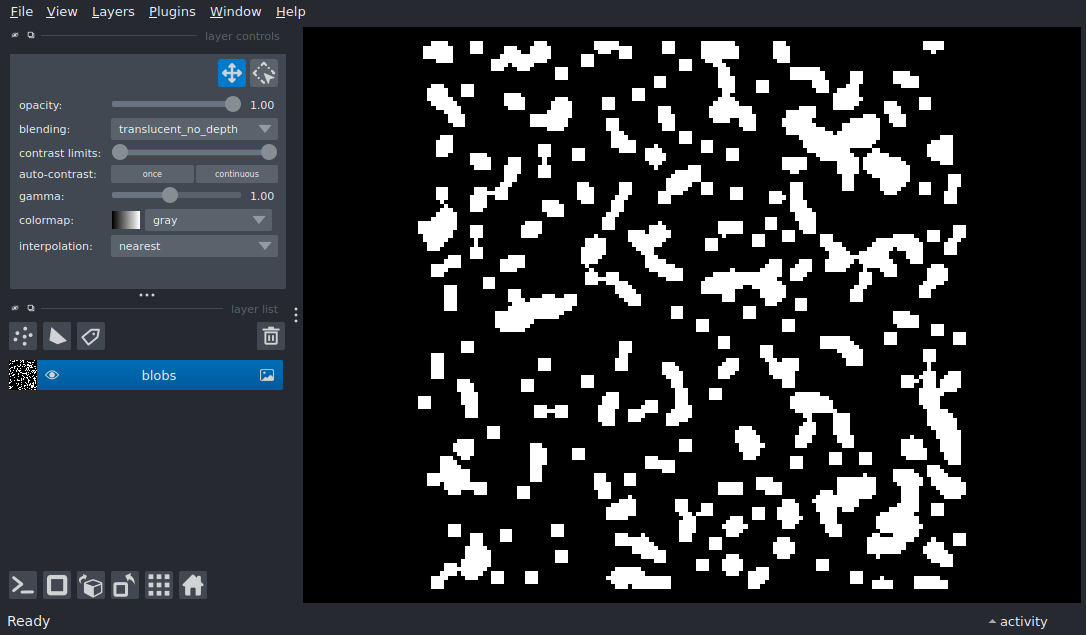 File View Layers Plugins Window Help
layer controls
opacity: 1.00
blending: translucent_no_depth
contrast limits:
auto-contrast: once continuous
gamma: 1.00
colormap: gray
interpolation: nearest
layer list
blobs
Ready activity